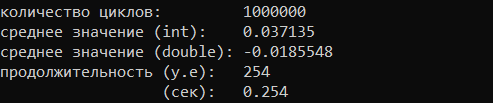 количество циклов: 1000000
среднее значение (int): 0.037135
среднее значение (double): -0.0185548
продолжительность (у.е): 254
(сек): 0.254